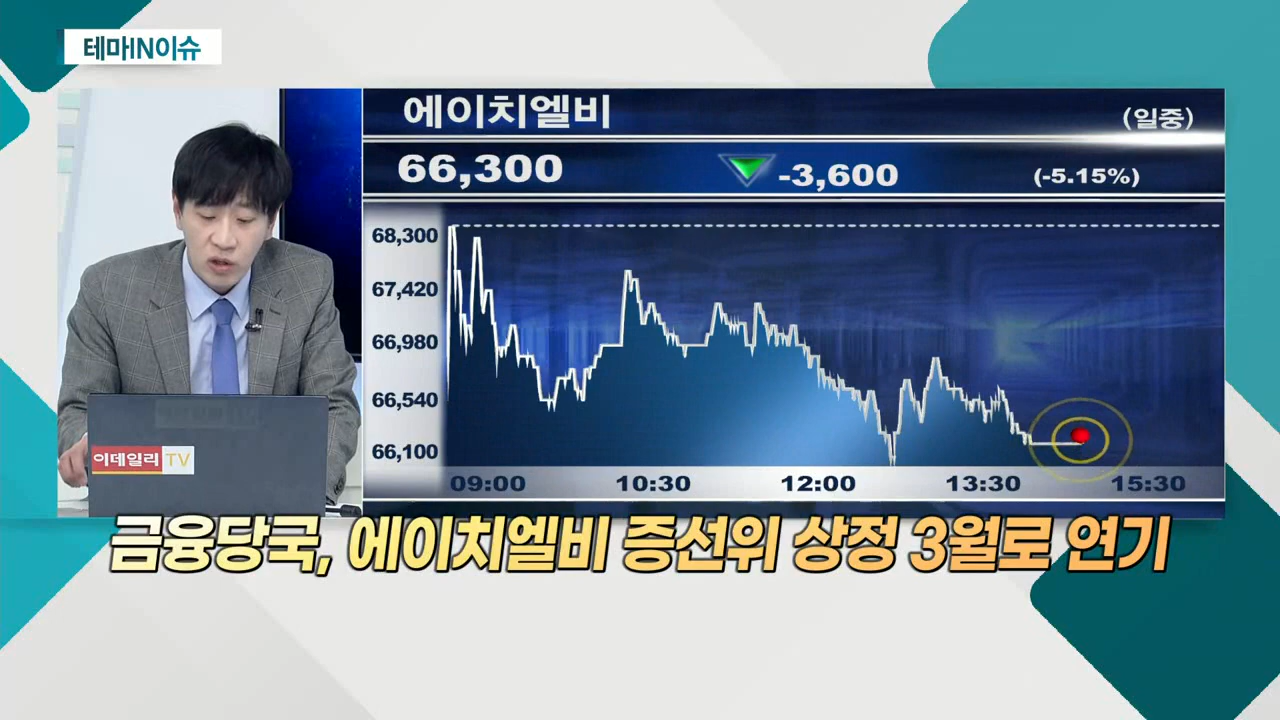 테마IN이슈
에이치엘비
(일중)
66,300 -3,600 (-5.15%)
68,300
67,420
66,980
66,540
66,100
09:00 10:30 12:00 13:30 15:30
이데일리 TV
금융당국, 에이치엘비 증선위 상정 3월로 연기